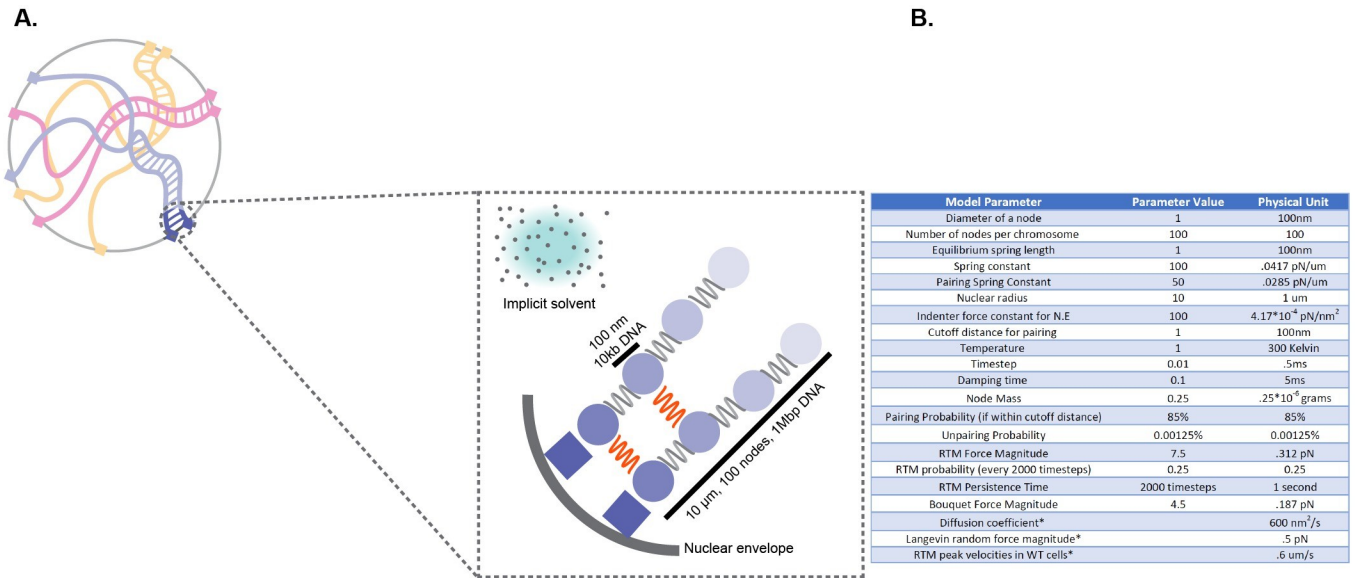 A.
B.
Implicit solvent
100 nm
10kb DNA
10 μm, 100 nodes, 1Mbp DNA
Nuclear envelope
Model Parameter Parameter Value Physical Unit
Diameter of a node 1 100nm
Number of nodes per chromosome 100 100
Equilibrium spring length 1 100nm
Spring constant 100 .0417 pN/um
Pairing Spring Constant 50 .0285 pN/um
Nuclear radius 10 1 um
Indenter force constant for N.E 100 4.17*10⁻⁴ pN/nm²
Cutoff distance for pairing 1 100nm
Temperature 1 300 Kelvin
Timestep 0.01 .5ms
Damping time 0.1 5ms
Node Mass 0.25 .25*10⁻⁶ grams
Pairing Probability (if within cutoff distance) 85% 85%
Unpairing Probability 0.00125% 0.00125%
RTM Force Magnitude 7.5 .312 pN
RTM probability (every 2000 timesteps) 0.25 0.25
RTM Persistence Time 2000 timesteps 1 second
Bouquet Force Magnitude 4.5 .187 pN
Diffusion coefficient* 600 nm²/s
Langevin random force magnitude* .5 pN
RTM peak velocities in WT cells* .6 um/s